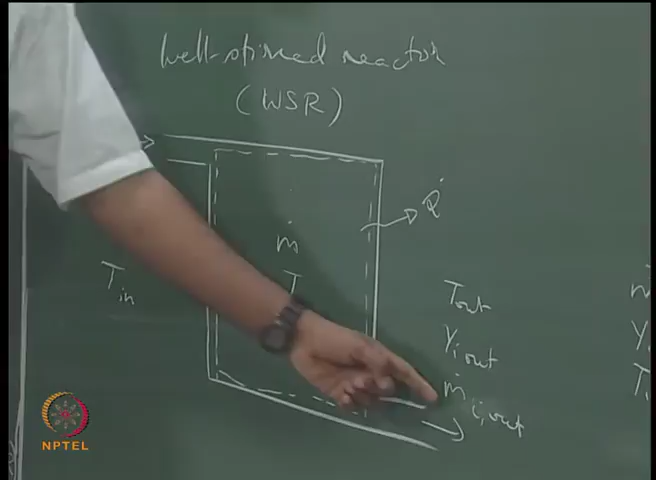 Well-stirred reactor
(WSR)
Q̇
ṁ
T
T_in
T_out
Y_i out
ṁ_i,out
NPTEL